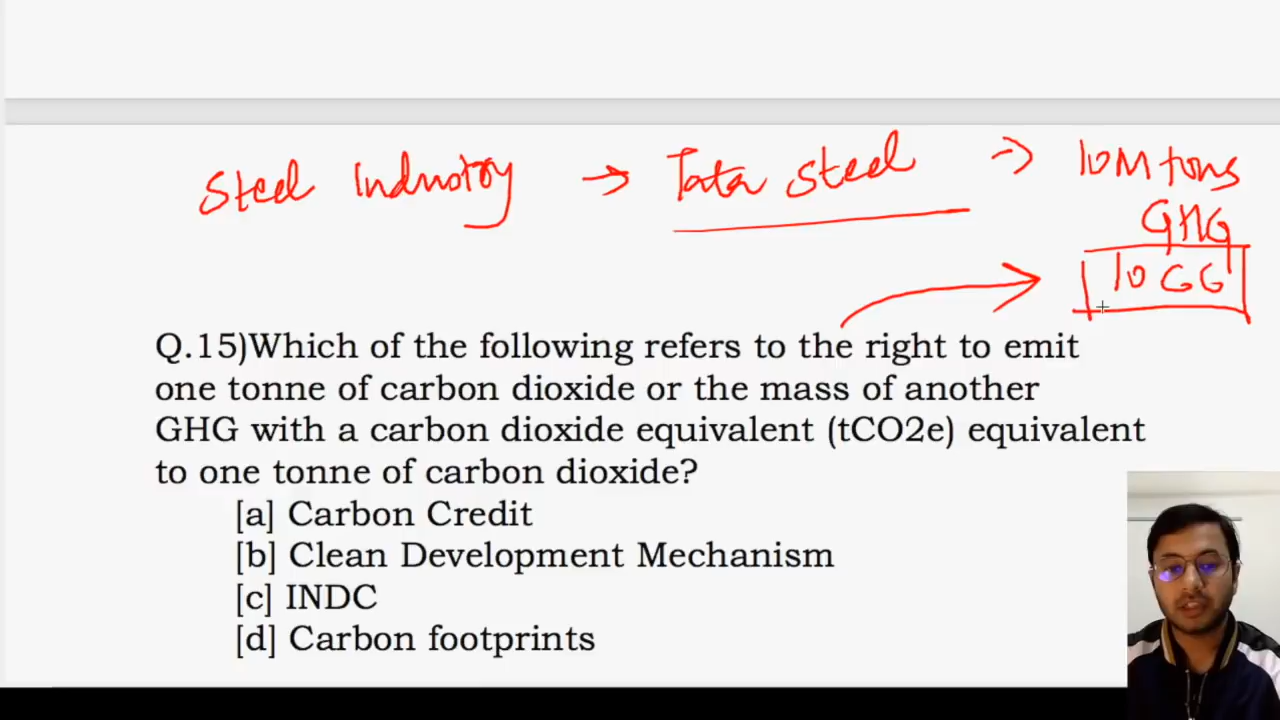 Steel Industry → Tata Steel → 10M tons
GHG
10 GG
Q.15)Which of the following refers to the right to emit
one tonne of carbon dioxide or the mass of another
GHG with a carbon dioxide equivalent (tCO2e) equivalent
to one tonne of carbon dioxide?
[a] Carbon Credit
[b] Clean Development Mechanism
[c] INDC
[d] Carbon footprints